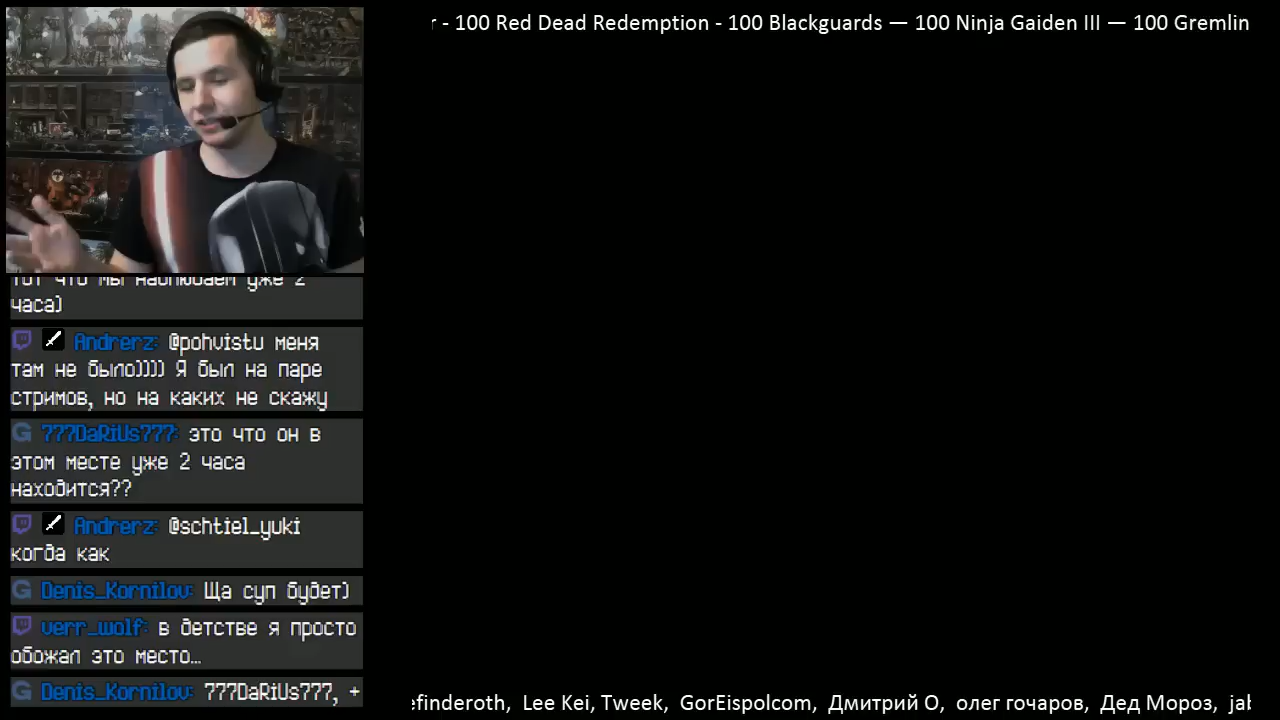 - 100 Red Dead Redemption - 100 Blackguards — 100 Ninja Gaiden III — 100 Gremlin
тот что мы наблюдаем уже 2
часа)
Andrerz: @pohvistu меня
там не было)))) Я был на паре
стримов, но на каких не скажу
777DaRiUs777: это что он в
этом месте уже 2 часа
находится??
Andrerz: @schtiel_yuki
когда как
Denis_Kornilov: Ща суп будет)
verr_wolf: в детстве я просто
обожал это место...
Denis_Kornilov: 777DaRiUs777, +
efinderoth, Lee Kei, Tweek, GorEispolcom, Дмитрий О, олег гочаров, Дед Мороз, jab